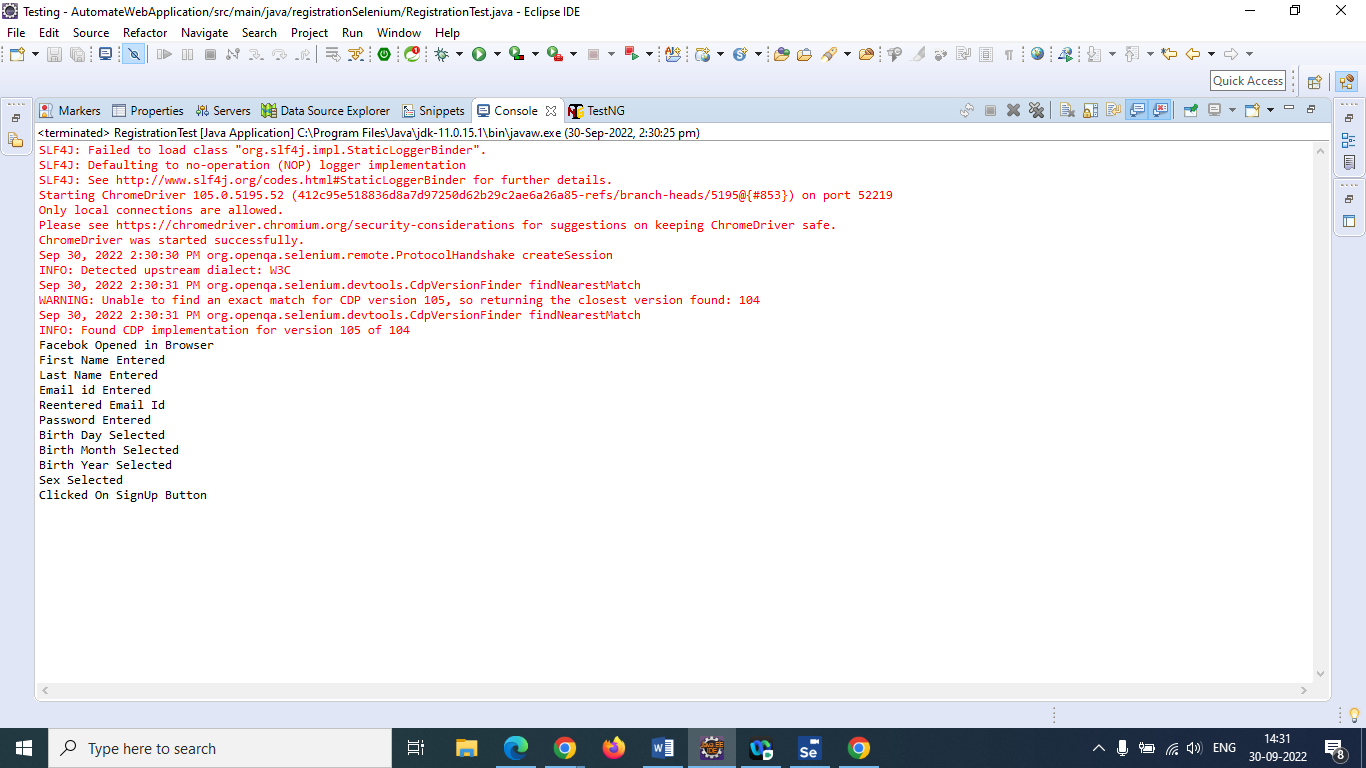 Testing - AutomateWebApplication/src/main/java/registrationSelenium/RegistrationTest.java - Eclipse IDE
File Edit Source Refactor Navigate Search Project Run Window Help
Quick Access
Markers Properties Servers Data Source Explorer Snippets Console TestNG
<terminated> RegistrationTest [Java Application] C:\Program Files\Java\jdk-11.0.15.1\bin\javaw.exe (30-Sep-2022, 2:30:25 pm)
SLF4J: Failed to load class "org.slf4j.impl.StaticLoggerBinder".
SLF4J: Defaulting to no-operation (NOP) logger implementation
SLF4J: See http://www.slf4j.org/codes.html#StaticLoggerBinder for further details.
Starting ChromeDriver 105.0.5195.52 (412c95e518836d8a7d97250d62b29c2ae6a26a85-refs/branch-heads/5195@{#853}) on port 52219
Only local connections are allowed.
Please see https://chromedriver.chromium.org/security-considerations for suggestions on keeping ChromeDriver safe.
ChromeDriver was started successfully.
Sep 30, 2022 2:30:30 PM org.openqa.selenium.remote.ProtocolHandshake createSession
INFO: Detected upstream dialect: W3C
Sep 30, 2022 2:30:31 PM org.openqa.selenium.devtools.CdpVersionFinder findNearestMatch
WARNING: Unable to find an exact match for CDP version 105, so returning the closest version found: 104
Sep 30, 2022 2:30:31 PM org.openqa.selenium.devtools.CdpVersionFinder findNearestMatch
INFO: Found CDP implementation for version 105 of 104
Facebok Opened in Browser
First Name Entered
Last Name Entered
Email id Entered
Reentered Email Id
Password Entered
Birth Day Selected
Birth Month Selected
Birth Year Selected
Sex Selected
Clicked On SignUp Button
Type here to search
ENG
14:31
30-09-2022
8